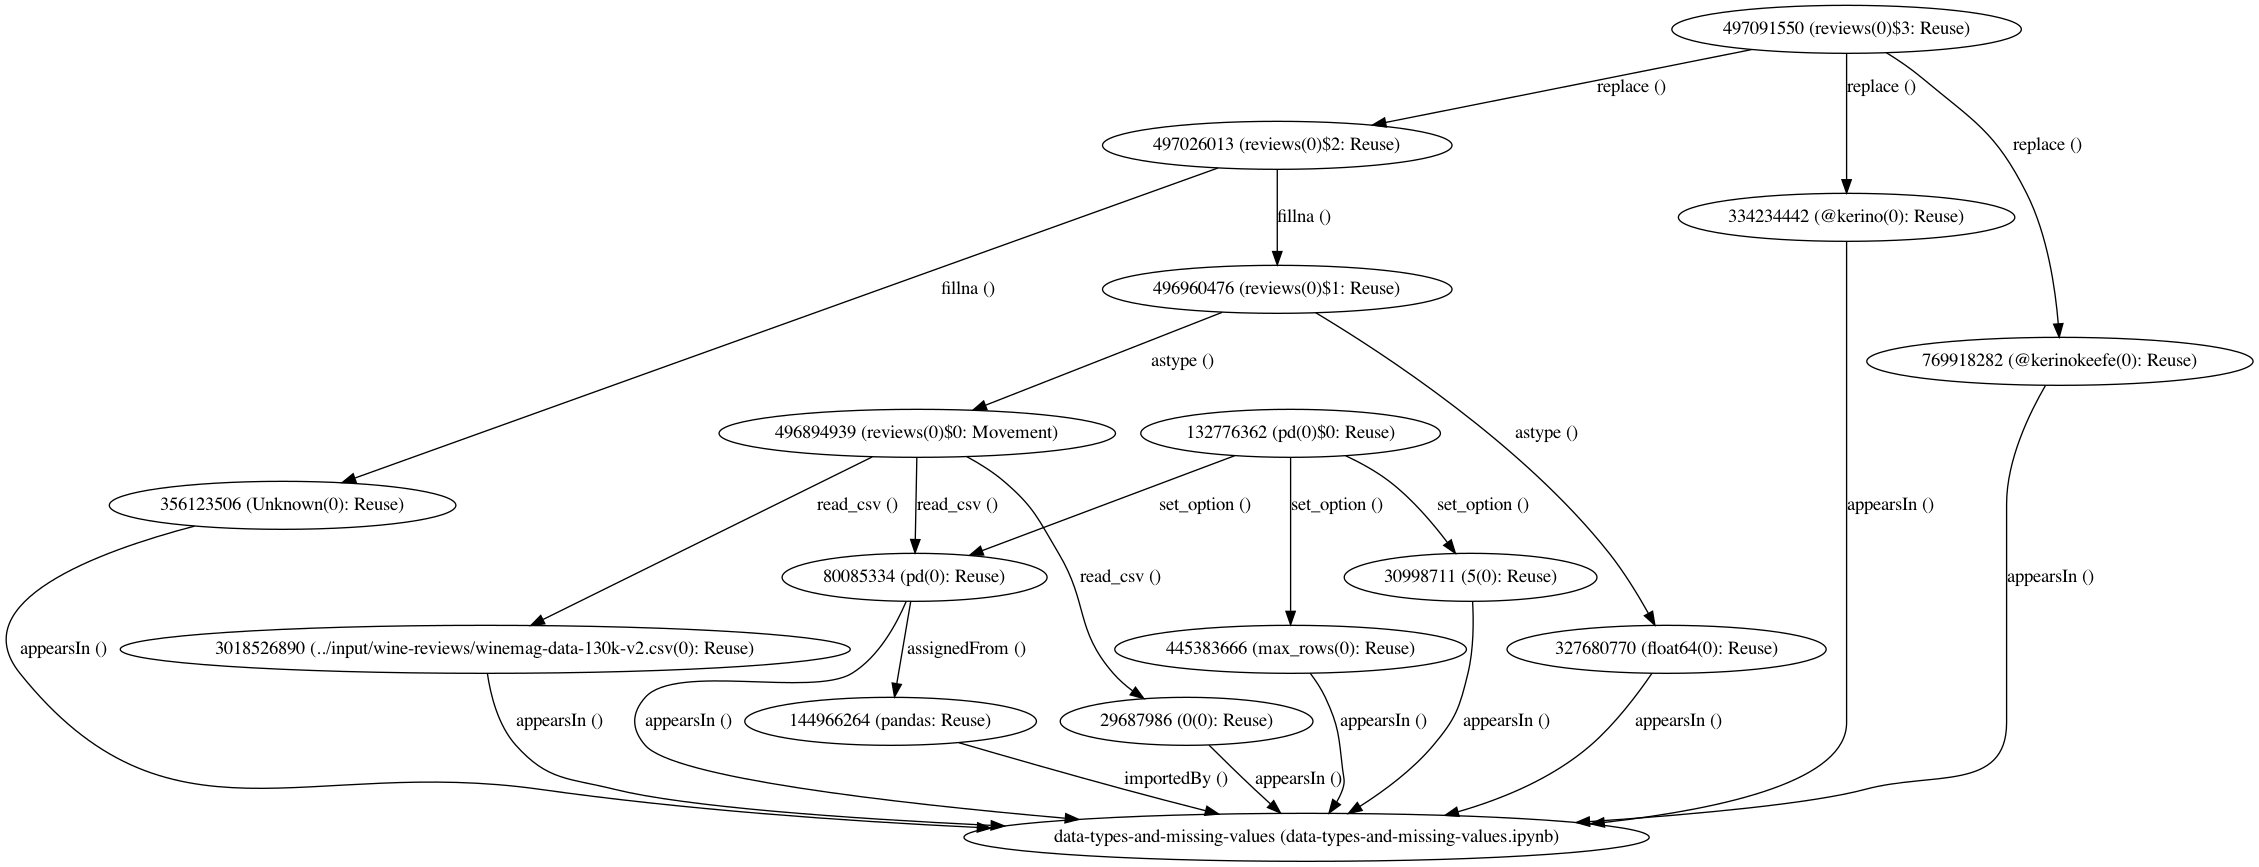 497091550 (reviews(0)$3: Reuse)
replace ()
replace ()
497026013 (reviews(0)$2: Reuse)
replace ()
fillna ()
334234442 (@kerino(0): Reuse)
fillna ()
496960476 (reviews(0)$1: Reuse)
astype ()
769918282 (@kerinokeefe(0): Reuse)
496894939 (reviews(0)$0: Movement)
132776362 (pd(0)$0: Reuse)
astype ()
356123506 (Unknown(0): Reuse)
read_csv ()
read_csv ()
set_option ()
set_option ()
set_option ()
appearsIn ()
80085334 (pd(0): Reuse)
read_csv ()
30998711 (5(0): Reuse)
appearsIn ()
appearsIn ()
3018526890 (../input/wine-reviews/winemag-data-130k-v2.csv(0): Reuse)
assignedFrom ()
445383666 (max_rows(0): Reuse)
327680770 (float64(0): Reuse)
appearsIn ()
appearsIn ()
144966264 (pandas: Reuse)
29687986 (0(0): Reuse)
appearsIn ()
appearsIn ()
appearsIn ()
importedBy ()
appearsIn ()
data-types-and-missing-values (data-types-and-missing-values.ipynb)